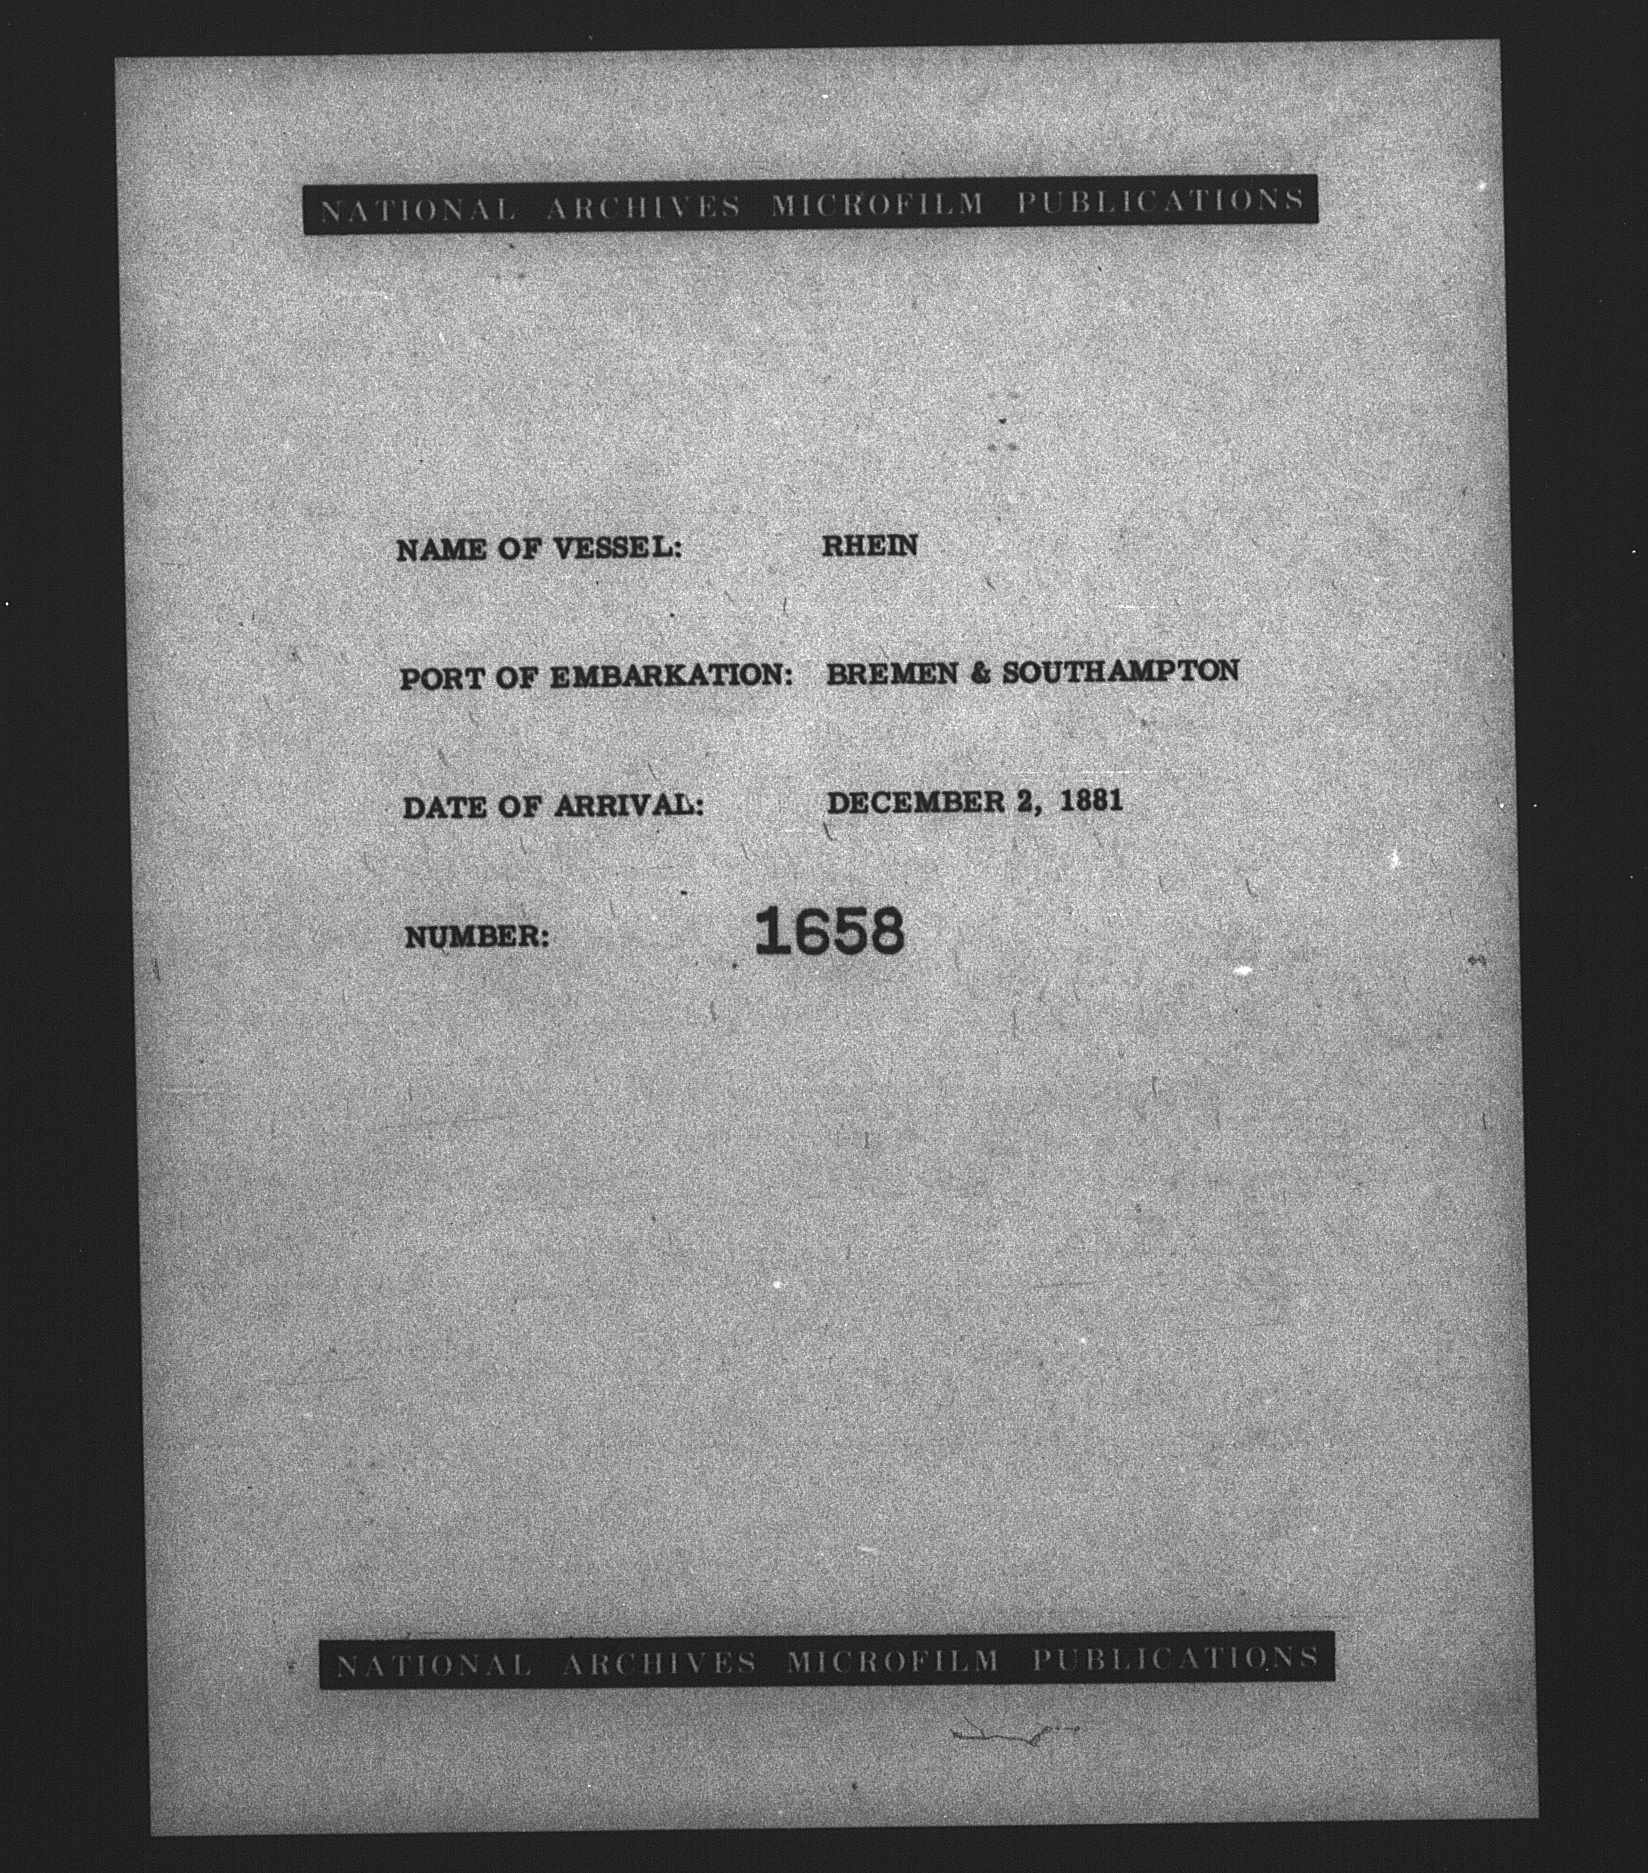 NATIONAL ARCHIVES MICROFILM PUBLICATIONS
NAME OF VESSEL: RHEIN
PORT OF EMBARKATION: BREMEN & SOUTHAMPTON
DATE OF ARRIVAL: DECEMBER 2, 1881
NUMBER: 1658
NATIONAL ARCHIVES MICROFILM PUBLICATIONS